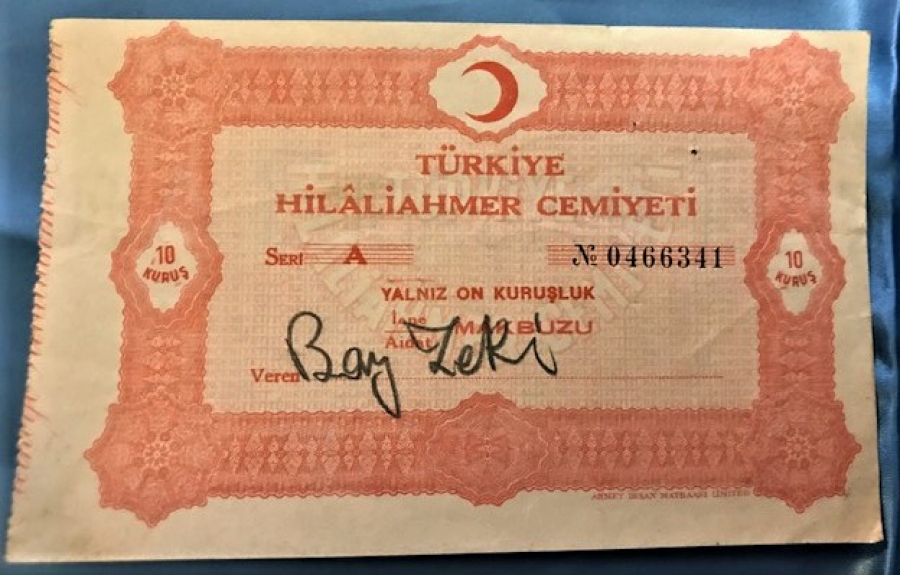 TÜRKİYE
HİLÂLİAHMER CEMİYETİ
SERİ A № 0466341
10 KURUŞ
10 KURUŞ
YALNIZ ON KURUŞLUK
İane
Aidat MAKBUZU
Veren Bay Zeki
AHMET İHSAN MATBAASI LİMİTED